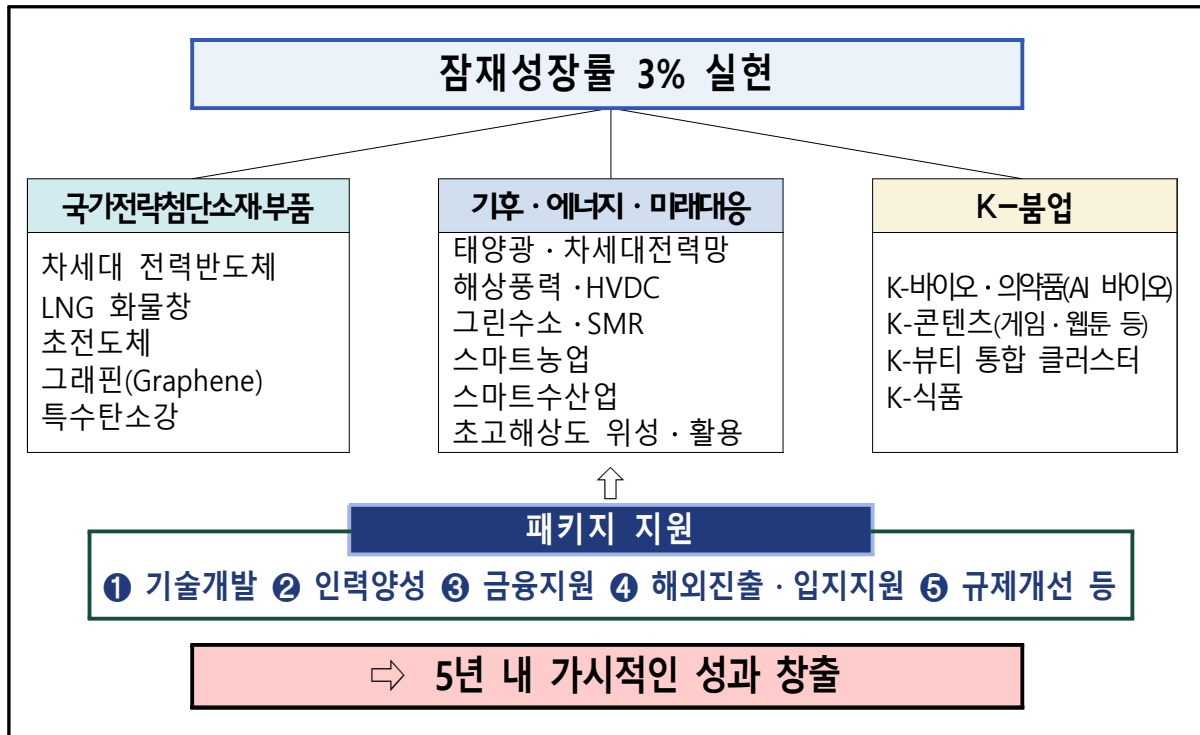 잠재성장률 3% 실현
국가전략첨단소재·부품
차세대 전력반도체
LNG 화물창
초전도체
그래핀(Graphene)
특수탄소강
기후 · 에너지 · 미래대응
태양광 · 차세대전력망
해상풍력 · HVDC
그린수소 · SMR
스마트농업
스마트수산업
초고해상도 위성 · 활용
K-붐업
K-바이오 · 의약품(AI 바이오)
K-콘텐츠(게임 · 웹툰 등)
K-뷰티 통합 클러스터
K-식품
⇧
패키지 지원
❶ 기술개발 ❷ 인력양성 ❸ 금융지원 ❹ 해외진출 · 입지지원 ❺ 규제개선 등
⇨ 5년 내 가시적인 성과 창출